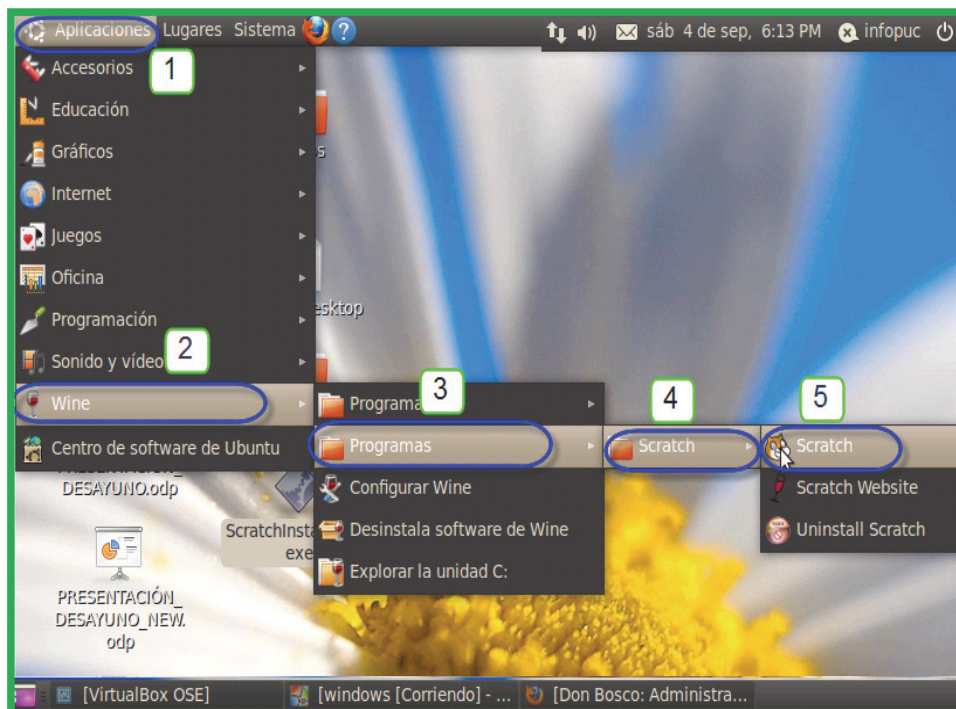 Aplicaciones Lugares Sistema ? sáb 4 de sep, 6:13 PM infopuc
1
Accesorios
Educación
Gráficos
s
Internet
Juegos
Oficina
esktop
Programación
2
Sonido y vídeo
3
4
5
Wine
Programa
Programas
Scratch
Scratch
Centro de software de Ubuntu
DESAYUNO.odp
Configurar Wine
Scratch Website
ScratchInsta
exe
Desinstala software de Wine
Uninstall Scratch
Explorar la unidad C:
PRESENTACIÓN_
DESAYUNO_NEW.
odp
[VirtualBox OSE] [windows [Corriendo] - ... [Don Bosco: Administra...